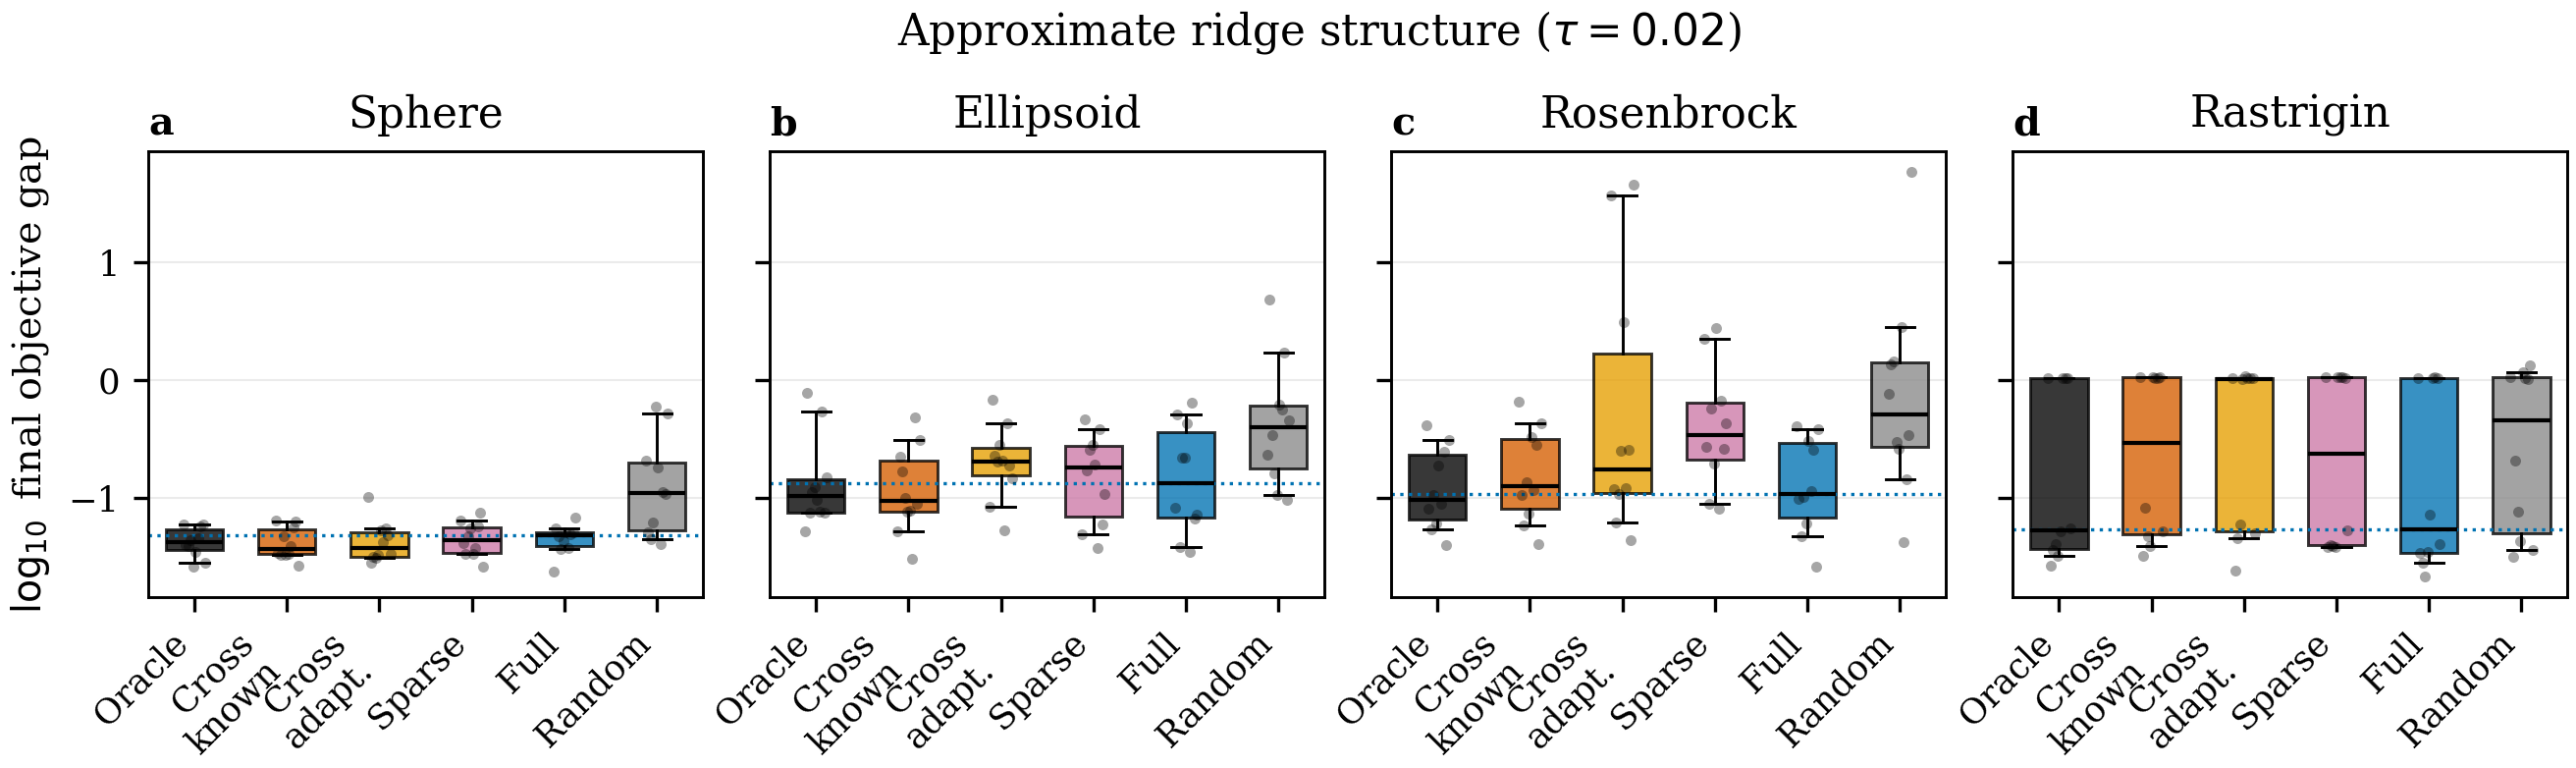 Approximate ridge structure (τ = 0.02)
a Sphere
b Ellipsoid
c Rosenbrock
d Rastrigin
log₁₀ final objective gap
1
0
−1
Oracle
Cross
known
Cross
adapt.
Sparse
Full
Random
Oracle
Cross
known
Cross
adapt.
Sparse
Full
Random
Oracle
Cross
known
Cross
adapt.
Sparse
Full
Random
Oracle
Cross
known
Cross
adapt.
Sparse
Full
Random